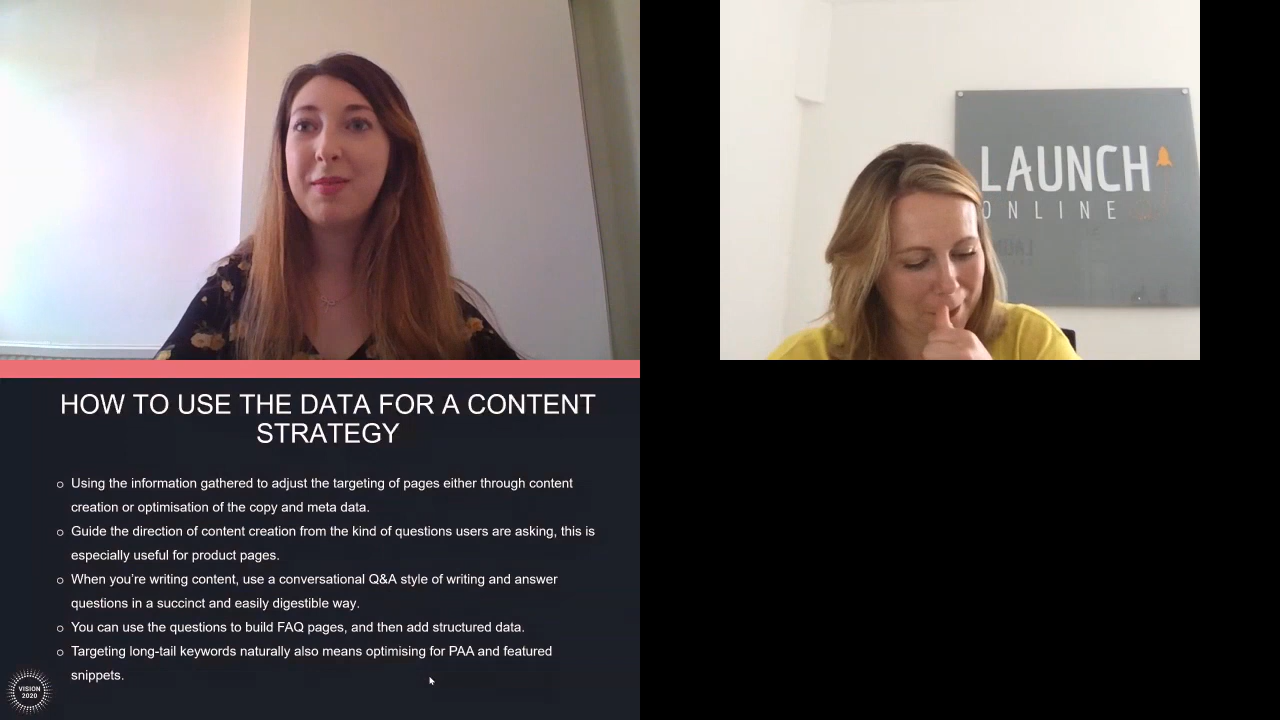 LAUNCH
ONLINE
HOW TO USE THE DATA FOR A CONTENT
STRATEGY
Using the information gathered to adjust the targeting of pages either through content
creation or optimisation of the copy and meta data.
Guide the direction of content creation from the kind of questions users are asking, this is
especially useful for product pages.
When you're writing content, use a conversational Q&A style of writing and answer
questions in a succinct and easily digestible way.
You can use the questions to build FAQ pages, and then add structured data.
Targeting long-tail keywords naturally also means optimising for PAA and featured
snippets.
VISION
2020